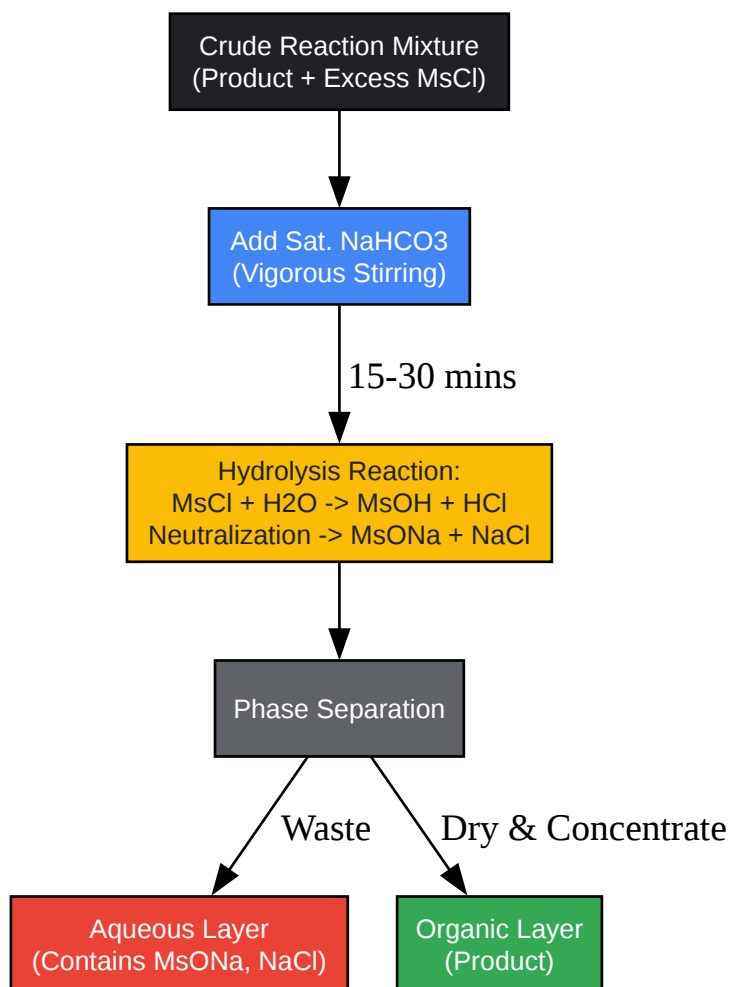 Crude Reaction Mixture
(Product + Excess MsCl)
Add Sat. NaHCO3
(Vigorous Stirring)
15-30 mins
Hydrolysis Reaction:
MsCl + H2O -> MsOH + HCl
Neutralization -> MsONa + NaCl
Phase Separation
Waste
Dry & Concentrate
Aqueous Layer
(Contains MsONa, NaCl)
Organic Layer
(Product)